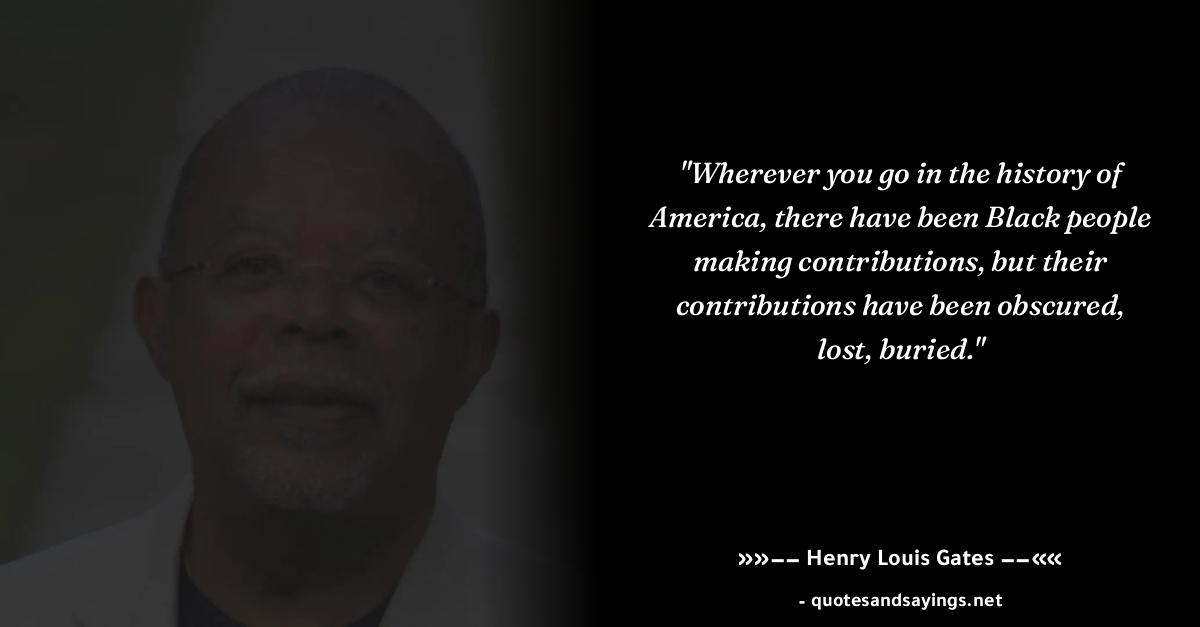 "Wherever you go in the history of
America, there have been Black people
making contributions, but their
contributions have been obscured,
lost, buried."
»»−− Henry Louis Gates −−««
- quotesandsayings.net